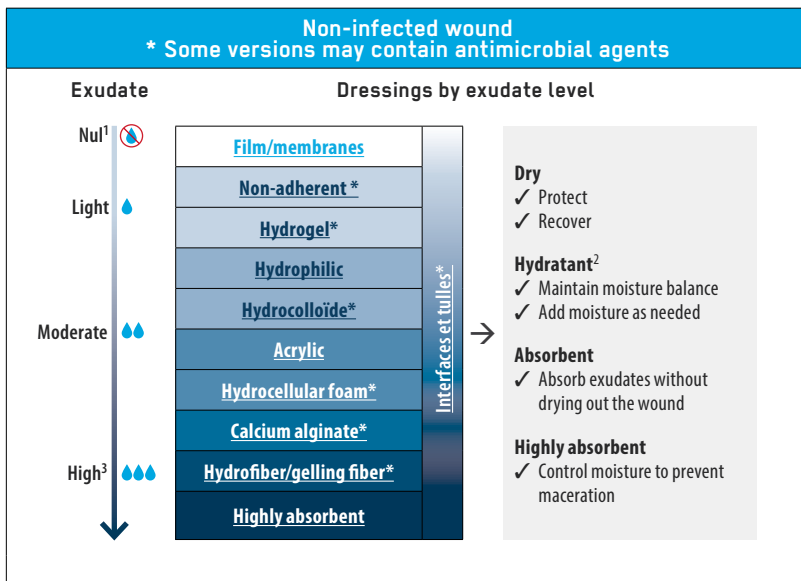 Non-infected wound
* Some versions may contain antimicrobial agents
Exudate
Dressings by exudate level
Nul¹
Light
Moderate
High³
Film/membranes
Non-adherent *
Hydrogel*
Hydrophilic
Hydrocolloïde*
Acrylic
Hydrocellular foam*
Calcium alginate*
Hydrofiber/gelling fiber*
Highly absorbent
Interfaces et tulles*
Dry
✓ Protect
✓ Recover
Hydratant²
✓ Maintain moisture balance
✓ Add moisture as needed
Absorbent
✓ Absorb exudates without
drying out the wound
Highly absorbent
✓ Control moisture to prevent
maceration